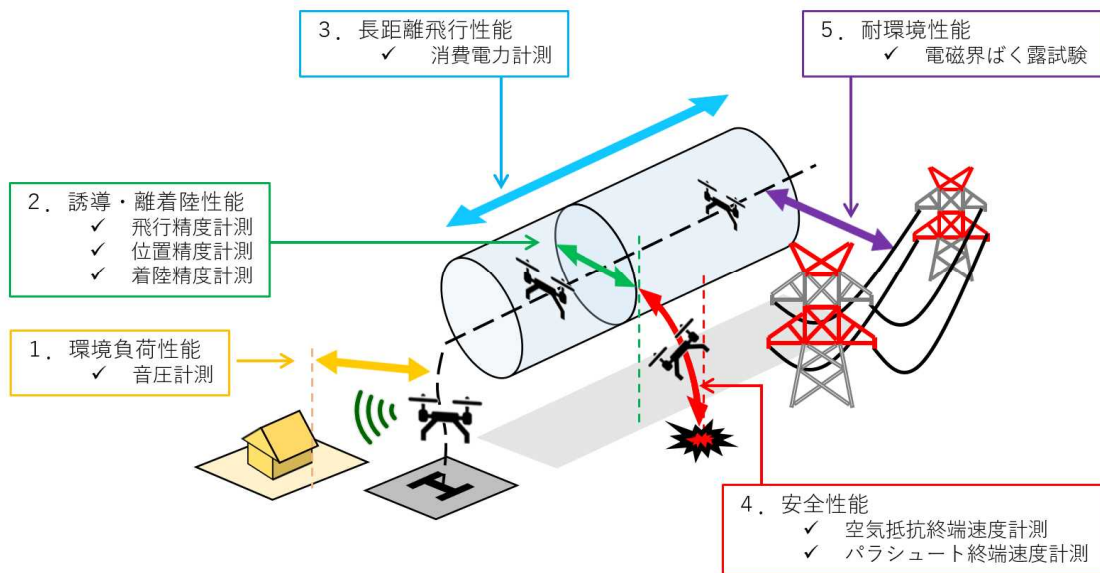 3．長距離飛行性能
✓ 消費電力計測
5．耐環境性能
✓ 電磁界ばく露試験
2．誘導・離着陸性能
✓ 飛行精度計測
✓ 位置精度計測
✓ 着陸精度計測
1．環境負荷性能
✓ 音圧計測
H
4．安全性能
✓ 空気抵抗終端速度計測
✓ パラシュート終端速度計測